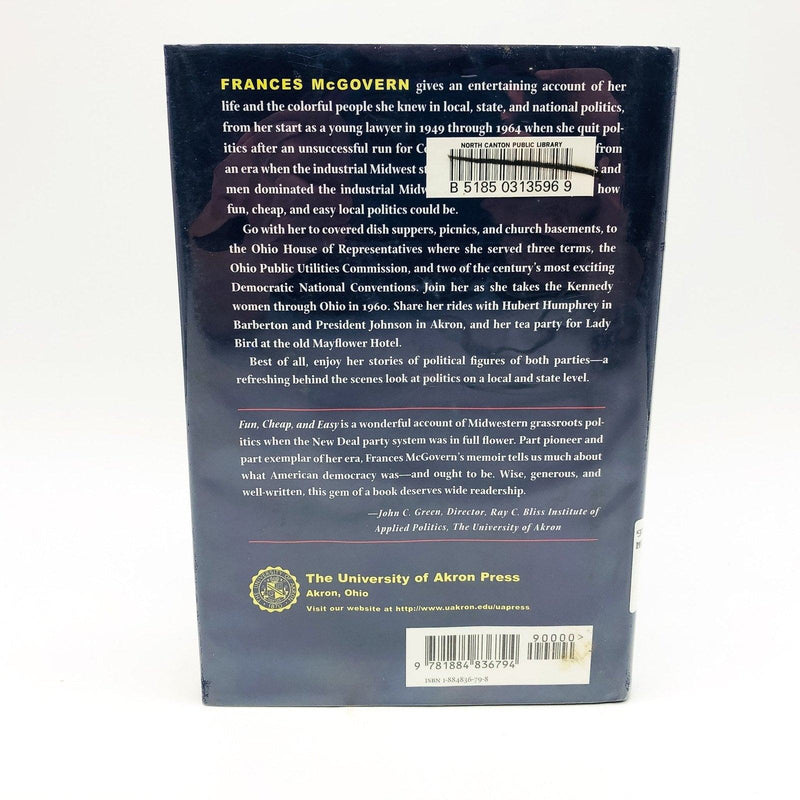 FRANCES McGOVERN gives an entertaining account of her
life and the colorful people she knew in local, state, and national politics,
from her start as a young lawyer in 1949 through 1964 when she quit pol-
itics after an unsuccessful run for Co from
an era when the industrial Midwest st and
men dominated the industrial Midw how
fun, cheap, and easy local politics could be.
NORTH CANTON PUBLIC LIBRARY
B 5185 0313596 9
Go with her to covered dish suppers, picnics, and church basements, to
the Ohio House of Representatives where she served three terms, the
Ohio Public Utilities Commission, and two of the century's most exciting
Democratic National Conventions. Join her as she takes the Kennedy
women through Ohio in 1960. Share her rides with Hubert Humphrey in
Barberton and President Johnson in Akron, and her tea party for Lady
Bird at the old Mayflower Hotel.
Best of all, enjoy her stories of political figures of both parties—a
refreshing behind the scenes look at politics on a local and state level.
Fun, Cheap, and Easy is a wonderful account of Midwestern grassroots pol-
itics when the New Deal party system was in full flower. Part pioneer and
part exemplar of her era, Frances McGovern's memoir tells us much about
what American democracy was—and ought to be. Wise, generous, and
well-written, this gem of a book deserves wide readership.
—John C. Green, Director, Ray C. Bliss Institute of
Applied Politics, The University of Akron
The University of Akron Press
Akron, Ohio
Visit our website at http://www.uakron.edu/uapress
90000>
9 781884 836794
ISBN 1-884836-79-8